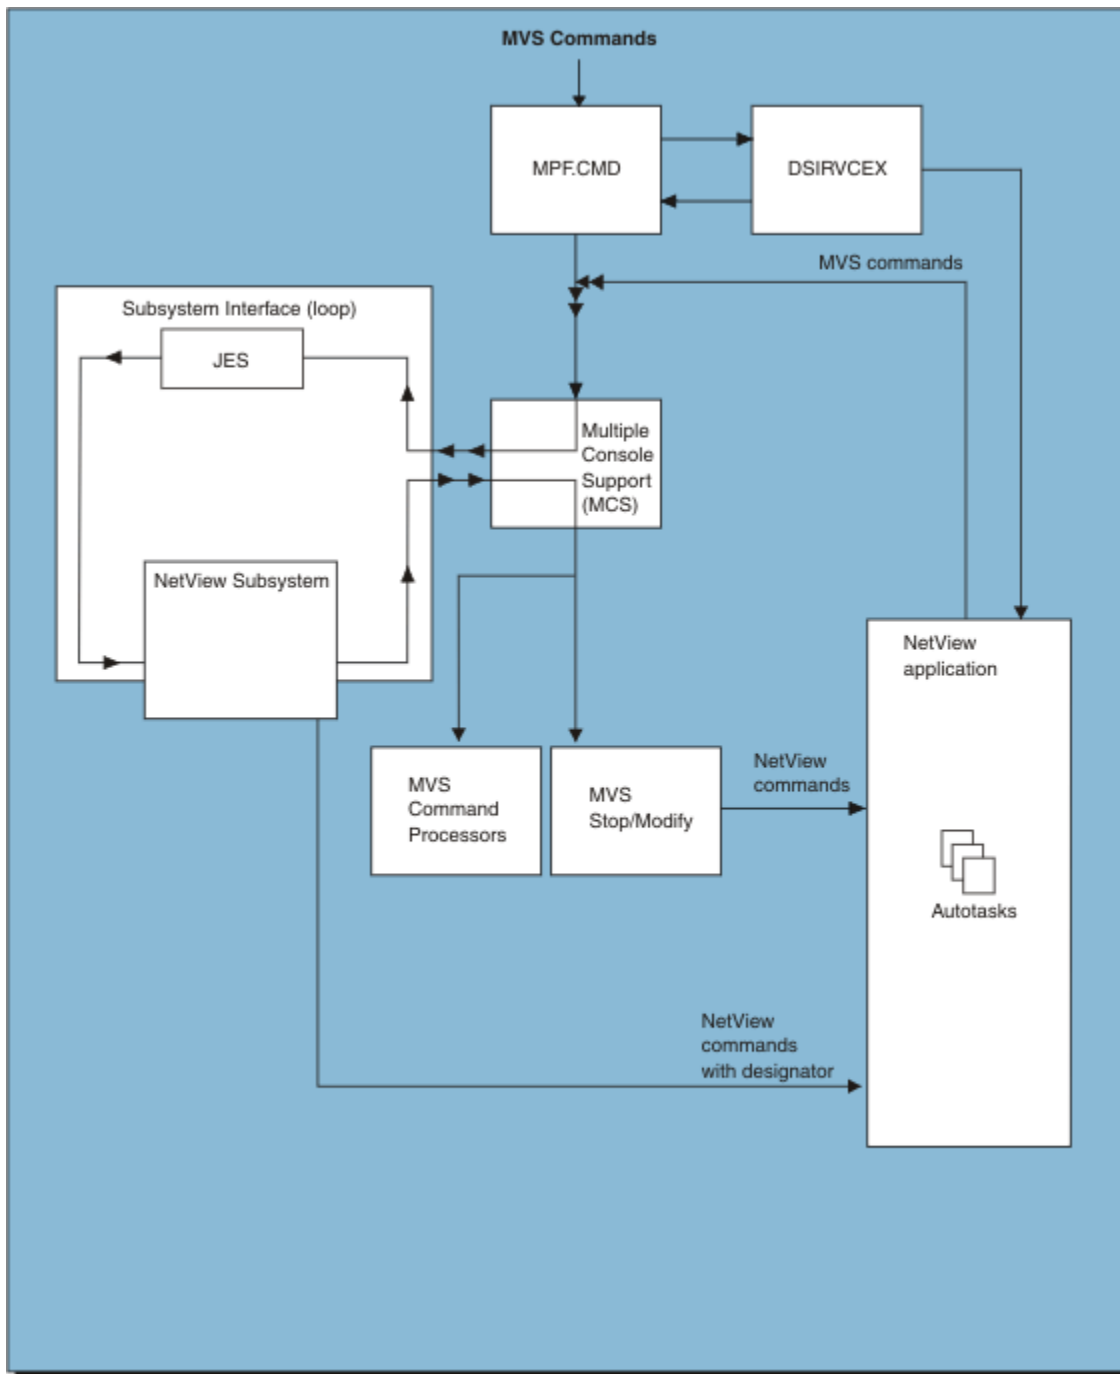 MVS Commands
MPF.CMD
DSIRVCEX
MVS commands
Subsystem Interface (loop)
JES
Multiple
Console
Support
(MCS)
NetView Subsystem
NetView
application
MVS
Command
Processors
MVS
Stop/Modify
NetView
commands
Autotasks
NetView
commands
with designator